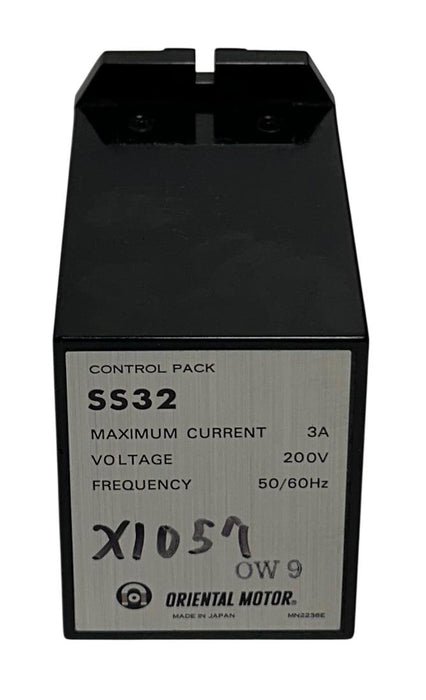 CONTROL PACK
SS32
MAXIMUM CURRENT 3A
VOLTAGE 200V
FREQUENCY 50/60Hz
X1057
OW 9
ORIENTAL MOTOR®
MADE IN JAPAN MN2236E